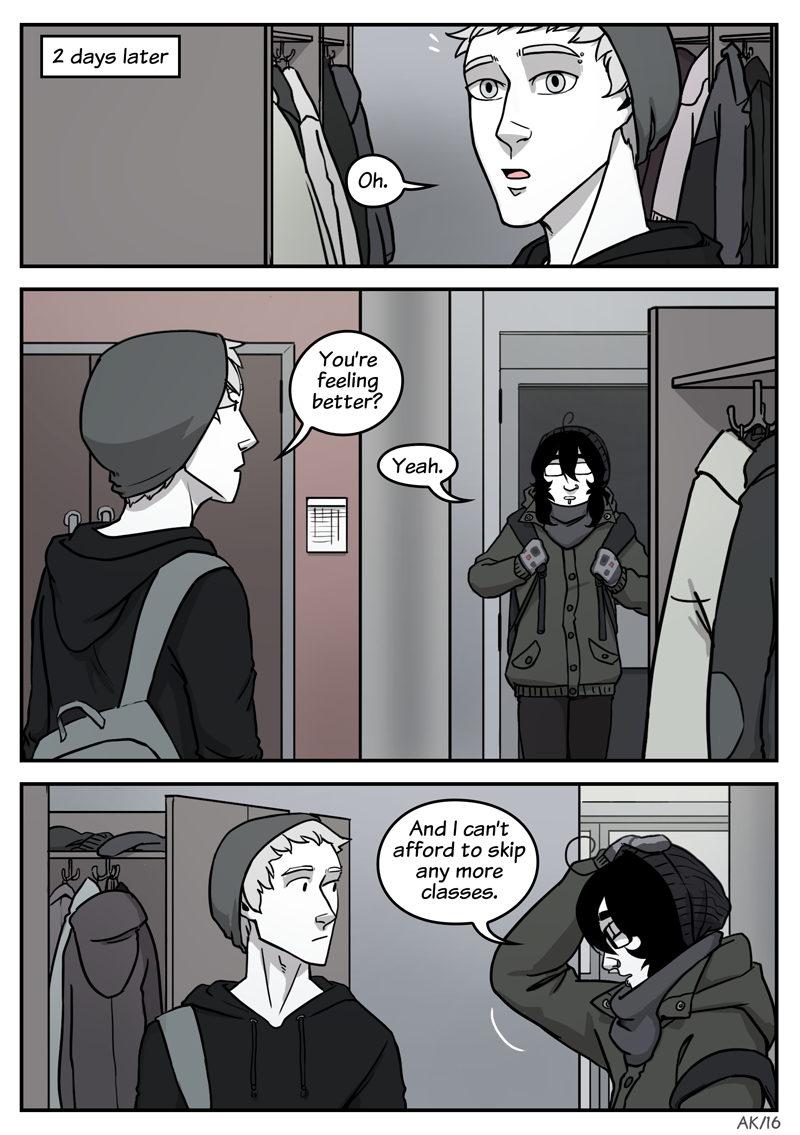 2 days later
Oh.
You're
feeling
better?
Yeah.
And I can't
afford to skip
any more
classes.
AK/16